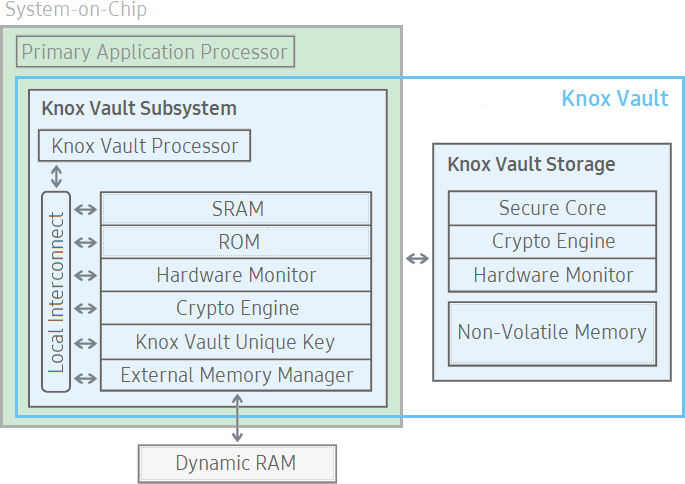 System-on-Chip
Primary Application Processor
Knox Vault
Knox Vault Subsystem
Knox Vault Processor
Local Interconnect
SRAM
ROM
Hardware Monitor
Crypto Engine
Knox Vault Unique Key
External Memory Manager
Knox Vault Storage
Secure Core
Crypto Engine
Hardware Monitor
Non-Volatile Memory
Dynamic RAM